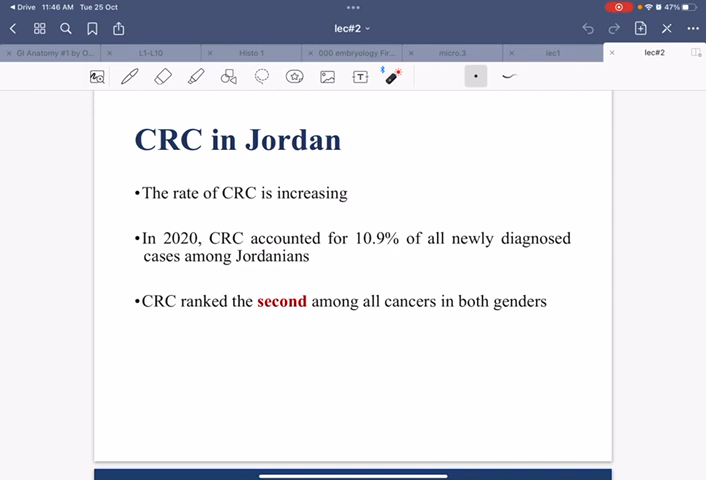 Drive 11:46 AM Tue 25 Oct
47%
lec#2
GI Anatomy #1 by O...
L1-L10
Histo 1
000 embryology Fir...
micro.3
lec1
lec#2
T
CRC in Jordan
•The rate of CRC is increasing
•In 2020, CRC accounted for 10.9% of all newly diagnosed
cases among Jordanians
•CRC ranked the second among all cancers in both genders